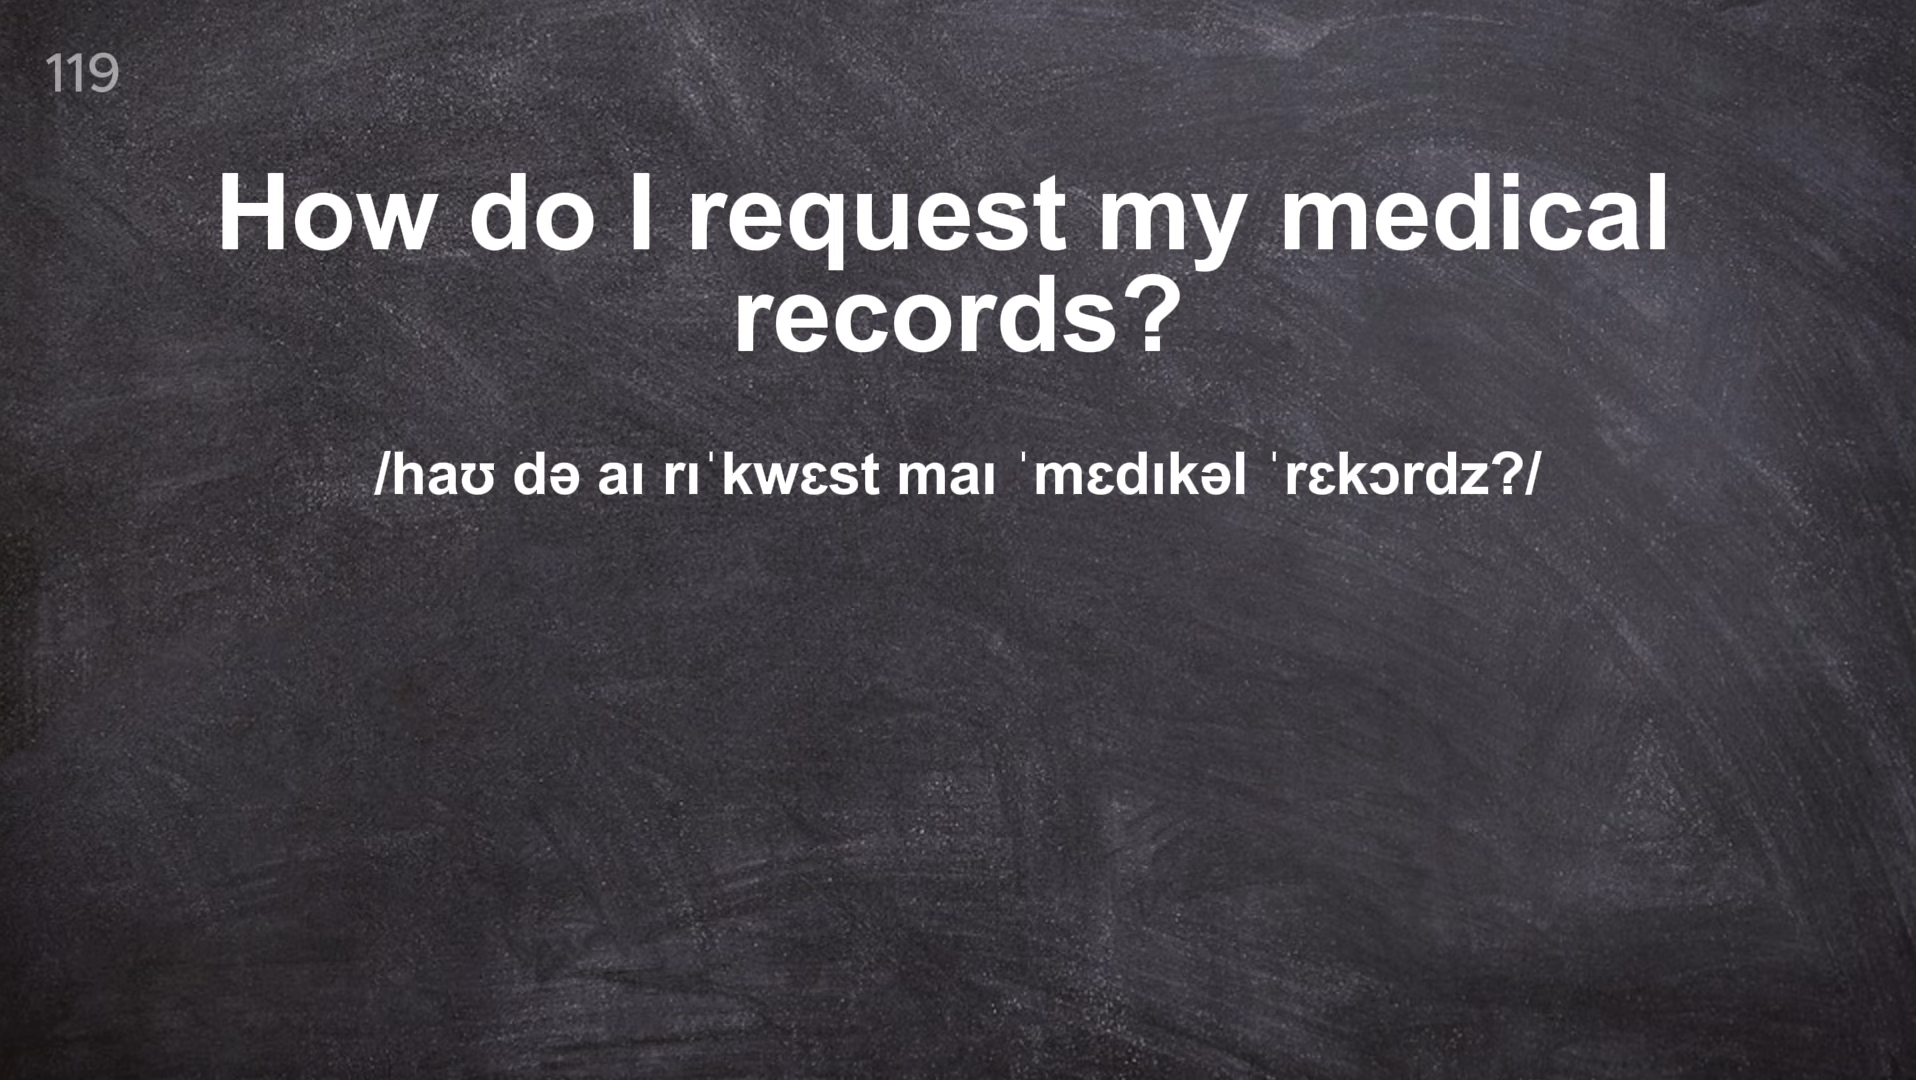 119
How do I request my medical
records?
/haʊ də aɪ rɪˈkwɛst maɪ ˈmɛdɪkəl ˈrɛkɔrdz?/